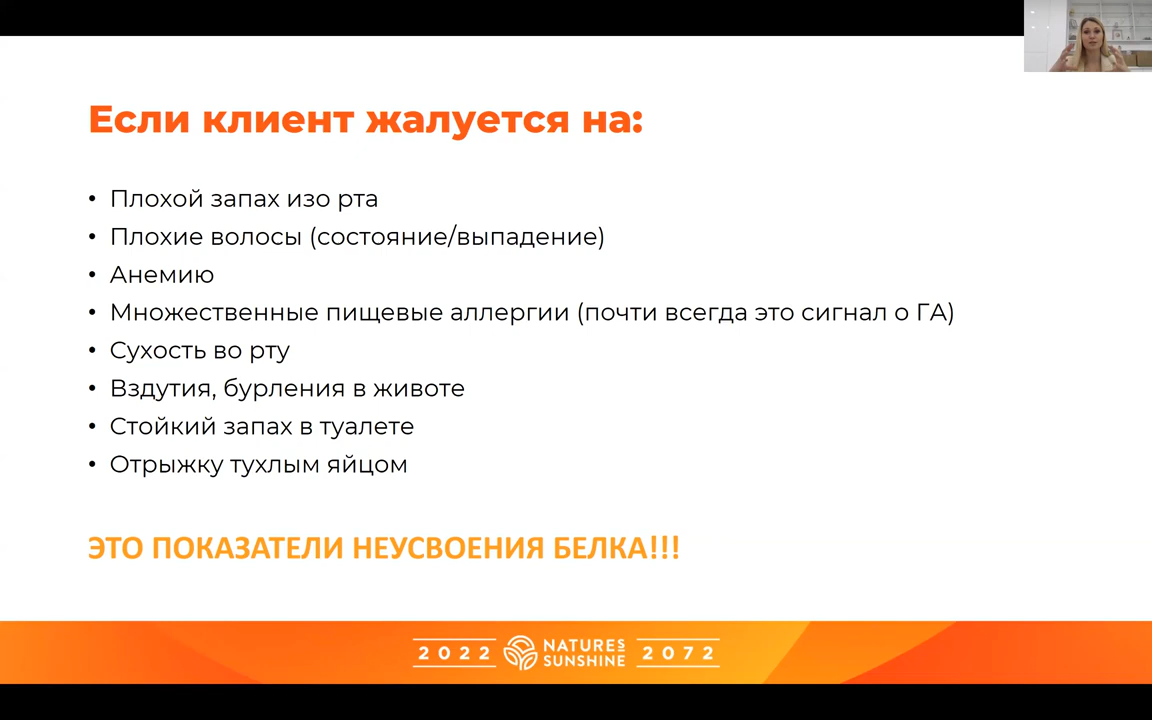 Если клиент жалуется на:
• Плохой запах изо рта
• Плохие волосы (состояние/выпадение)
• Анемию
• Множественные пищевые аллергии (почти всегда это сигнал о ГА)
• Сухость во рту
• Вздутия, бурления в животе
• Стойкий запах в туалете
• Отрыжку тухлым яйцом
ЭТО ПОКАЗАТЕЛИ НЕУСВОЕНИЯ БЕЛКА!!!
2022 NATURES SUNSHINE 2072